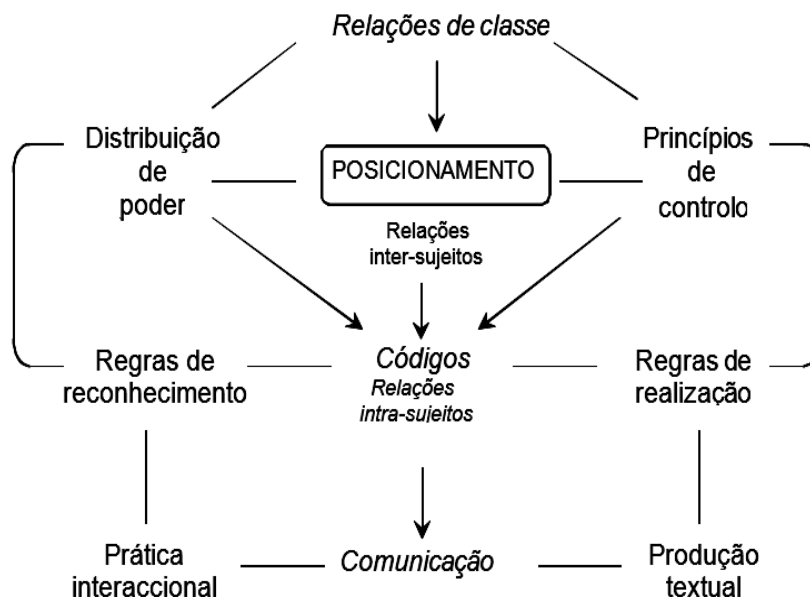 Relações de classe
Distribuição
de
poder
POSICIONAMENTO
Princípios
de
controlo
Relações
inter-sujeitos
Regras de
reconhecimento
Códigos
Relações
intra-sujeitos
Regras de
realização
Prática
interaccional
Comunicação
Produção
textual